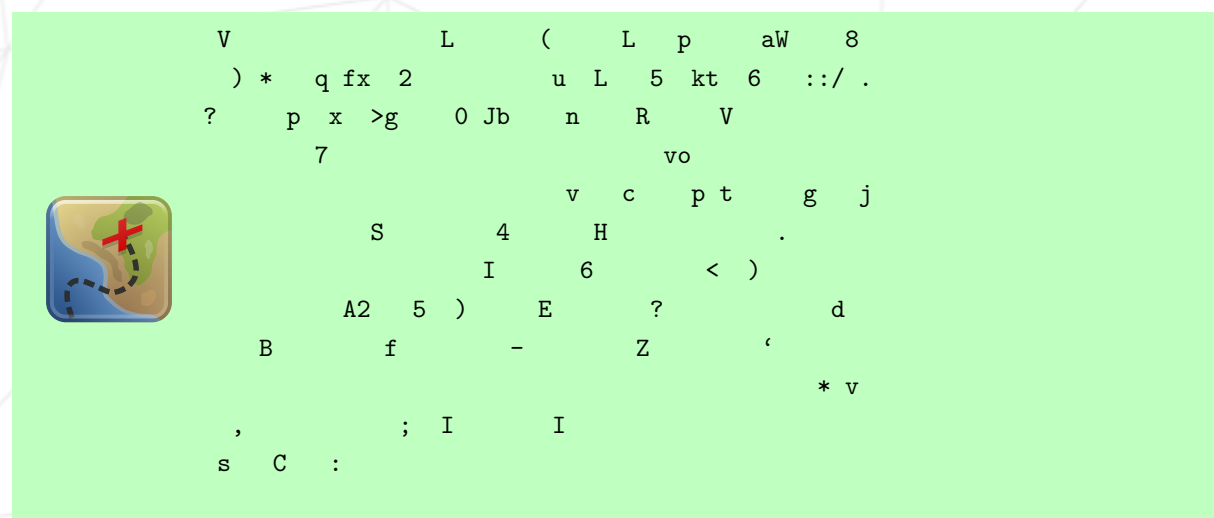 V               L      (     L   p     aW    8
  ) *   q fx  2          u  L   5  kt  6   ::/ .
?     p  x  >g    0 Jb    n    R     V
        7                        vo
                          v   c    p t     g   j
            S        4      H            .
                    I      6        <  )
          A2   5  )     E       ?            d
    B        f        -        Z        ‘
                                            * v
  ,           ;  I       I
 s   C   :